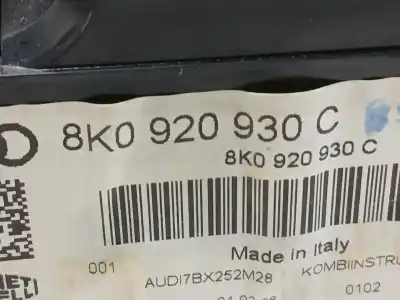 8K0 920 930 C
8K0 920 930 C
Made in Italy
001
AUDI7BX252M28 KOMBIINSTRU
0102